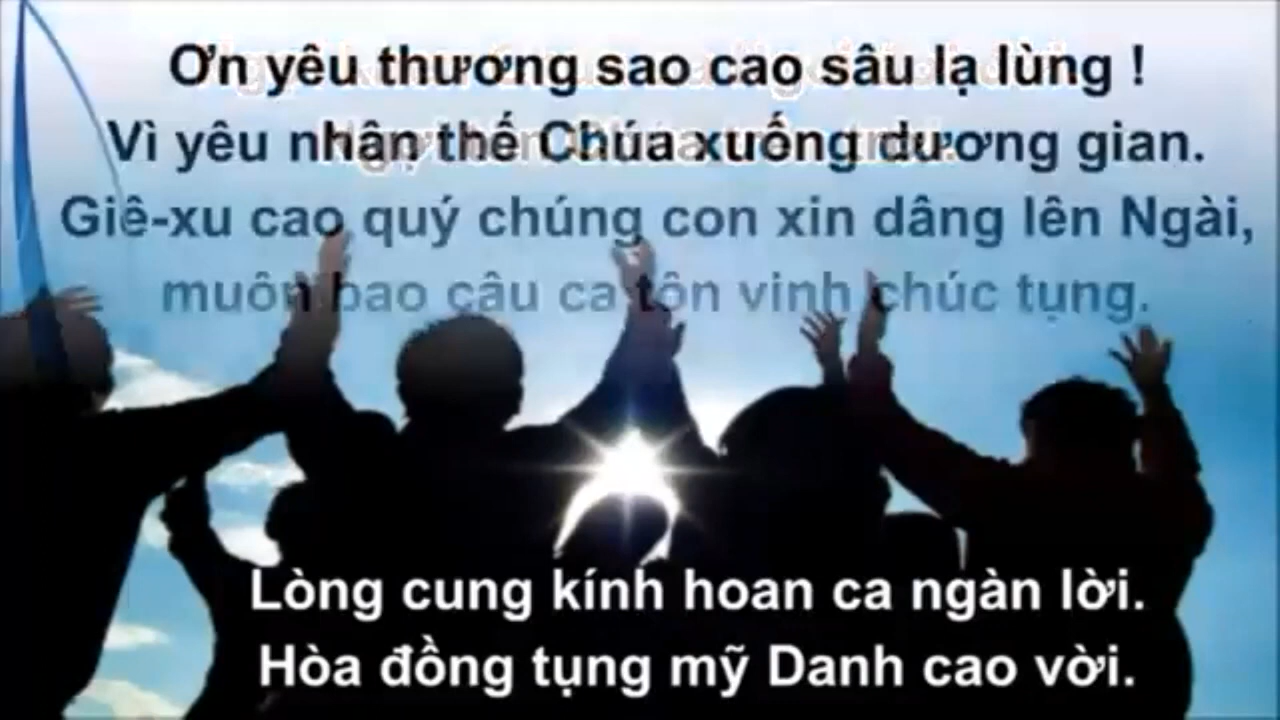 Ơn yêu thương sao cao sâu lạ lùng !
Vì yêu nhận thế Chúa xuống dương gian.
Giê-xu cao quý chúng con xin dâng lên Ngài,
muôn bao câu ca tôn vinh chúc tụng.
Lòng cung kính hoan ca ngàn lời.
Hòa đồng tụng mỹ Danh cao vời.